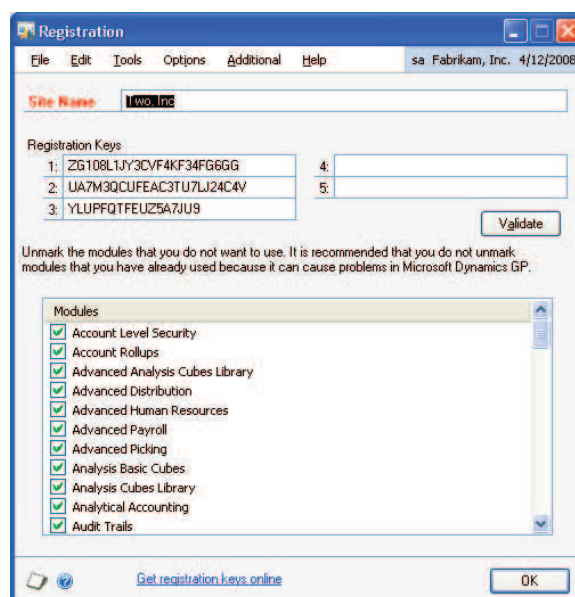 Registration
File Edit Tools Options Additional Help sa Fabrikam, Inc. 4/12/2008
Site Name Two, Inc
Registration Keys
1: ZG108L1JY3CVF4KF34FG6GG 4:
2: UA7M3QCUFEAC3TU7LJ24C4V 5:
3: YLUPFQTFEUZ5A7JU9
Validate
Unmark the modules that you do not want to use. It is recommended that you do not unmark
modules that you have already used because it can cause problems in Microsoft Dynamics GP.
Modules
Account Level Security
Account Rollups
Advanced Analysis Cubes Library
Advanced Distribution
Advanced Human Resources
Advanced Payroll
Advanced Picking
Analysis Basic Cubes
Analysis Cubes Library
Analytical Accounting
Audit Trails
Get registration keys online OK